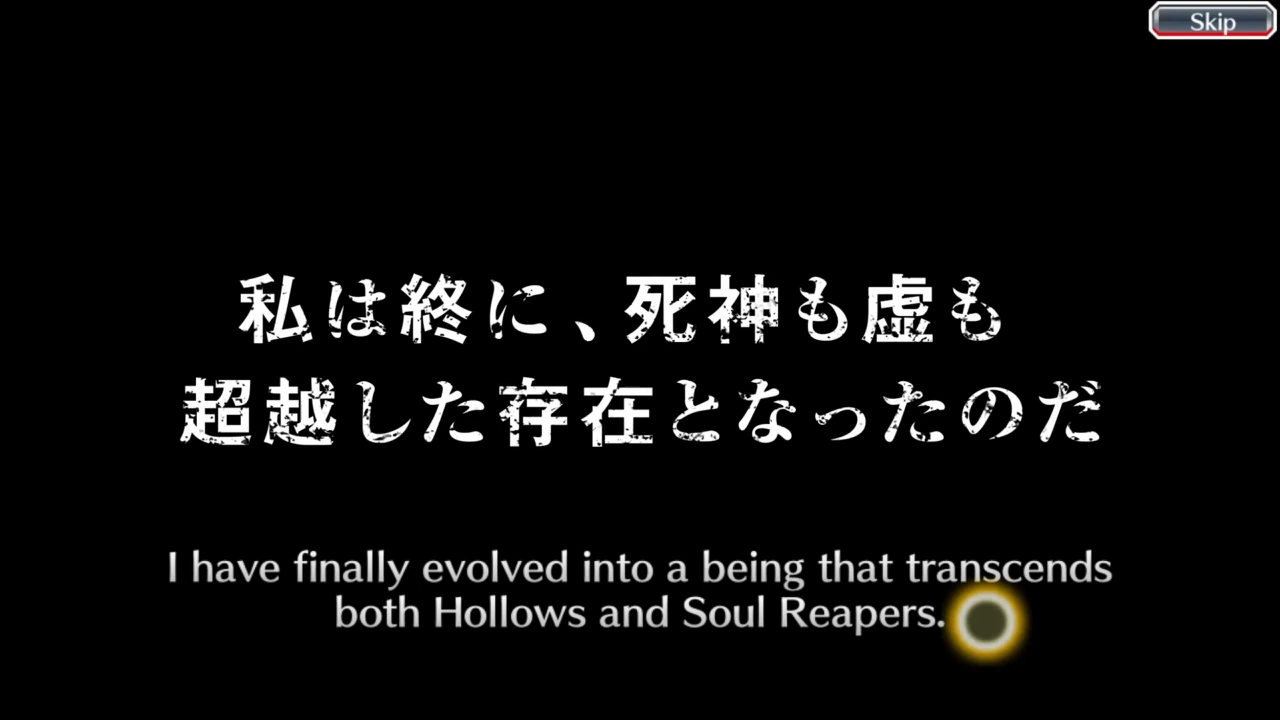 Skip
私は終に、死神も虚も
超越した存在となったのだ
I have finally evolved into a being that transcends
both Hollows and Soul Reapers.